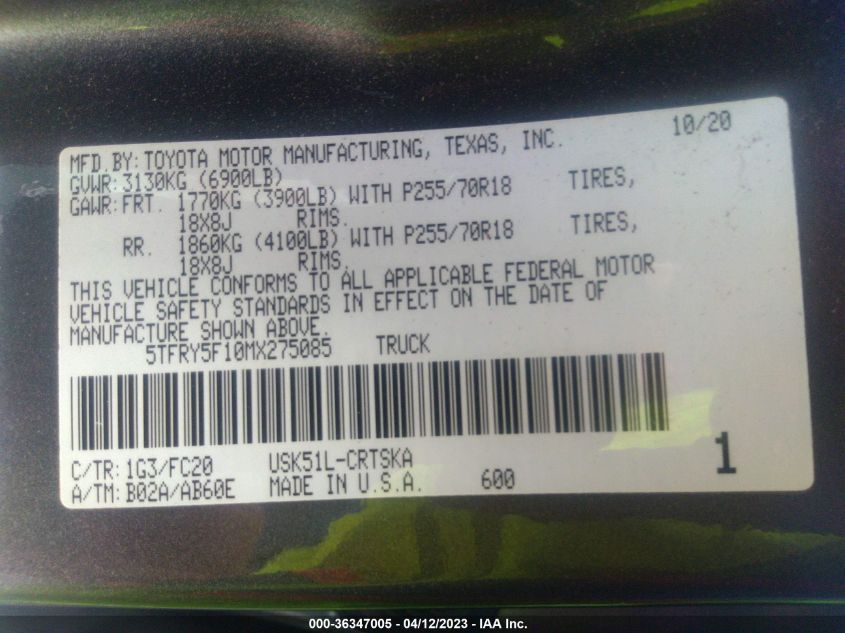 10/20
MFD.BY: TOYOTA MOTOR MANUFACTURING, TEXAS, INC.
GVWR: 3130KG (6900LB)
GAWR: FRT. 1770KG (3900LB) WITH P255/70R18 TIRES,
18X8J RIMS.
RR. 1860KG (4100LB) WITH P255/70R18 TIRES,
18X8J RIMS.
THIS VEHICLE CONFORMS TO ALL APPLICABLE FEDERAL MOTOR
VEHICLE SAFETY STANDARDS IN EFFECT ON THE DATE OF
MANUFACTURE SHOWN ABOVE.
5TFRY5F10MX275085 TRUCK
C/TR: 1G3/FC20 USK51L-CRTSKA
A/TM: B02A/AB60E MADE IN U.S.A. 600
1
000-36347005 - 04/12/2023 - IAA Inc.